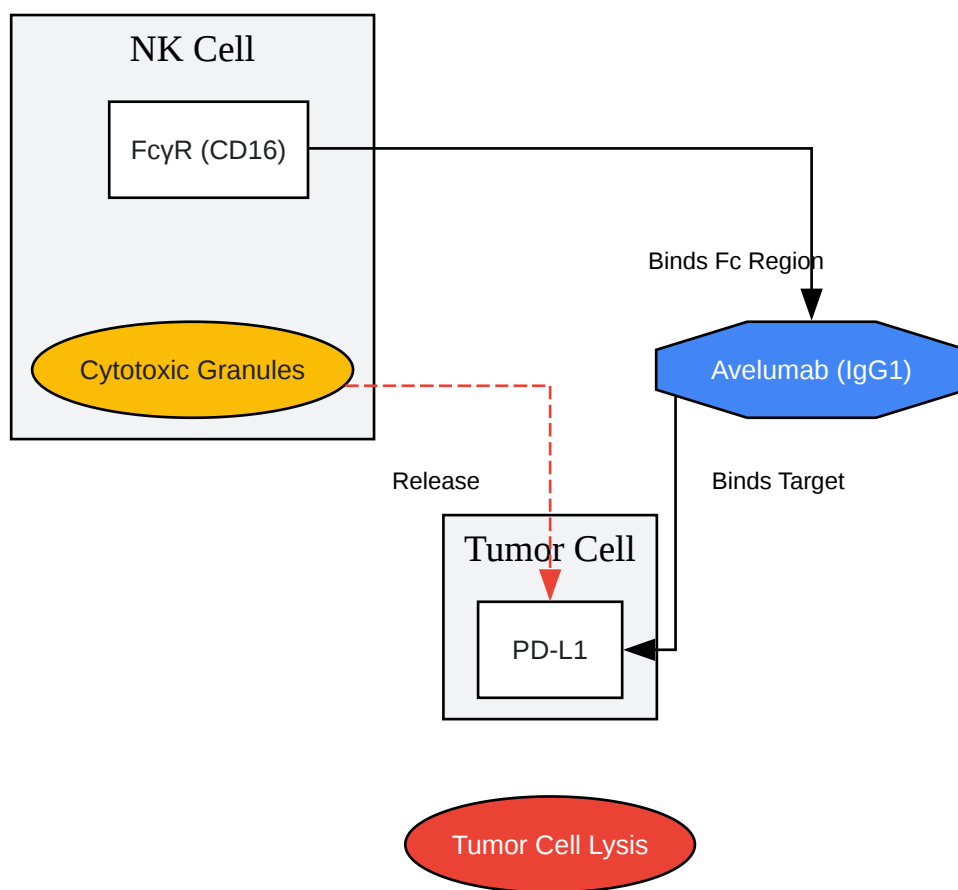 NK Cell
FcγR (CD16)
Binds Fc Region
Cytotoxic Granules
Avelumab (IgG1)
Release
Binds Target
Tumor Cell
PD-L1
Tumor Cell Lysis